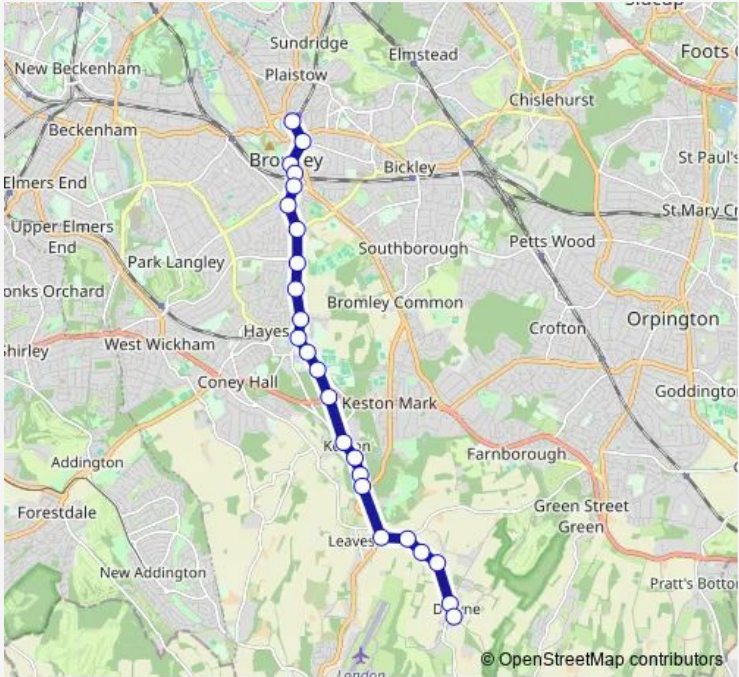 Sundridge
Elmstead
Foots
New Beckenham
Plaistow
Chislehurst
Beckenham
St Paul's
Bickley
Elmers End
St Mary Cr
Upper Elmers
End
Southborough
Petts Wood
Park Langley
onks Orchard
Bromley Common
Orpington
Crofton
Hayes
Shirley
West Wickham
Coney Hall
Goddingto
Keston Mark
Farnborough
Addington
Forestdale
Green Street
Green
Leaves
New Addington
Pratt's Botto
© OpenStreetMap contributors